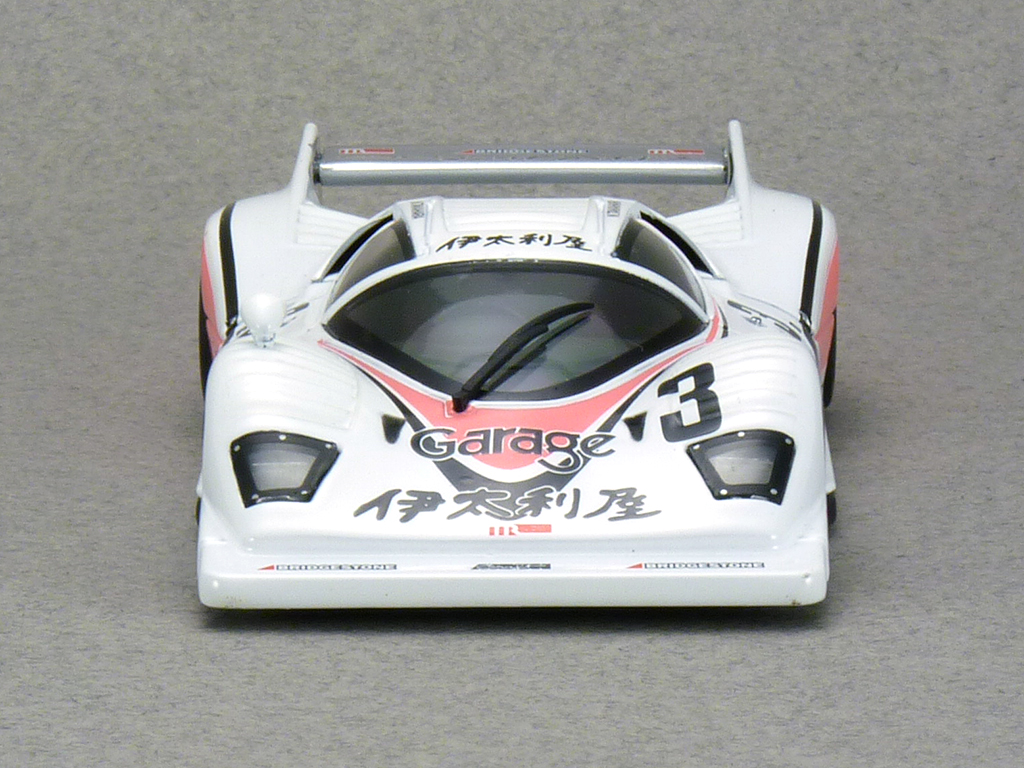 BRIDGESTONE
伊太利屋
3
Garage
伊太利屋
BRIDGESTONE
BRIDGESTONE